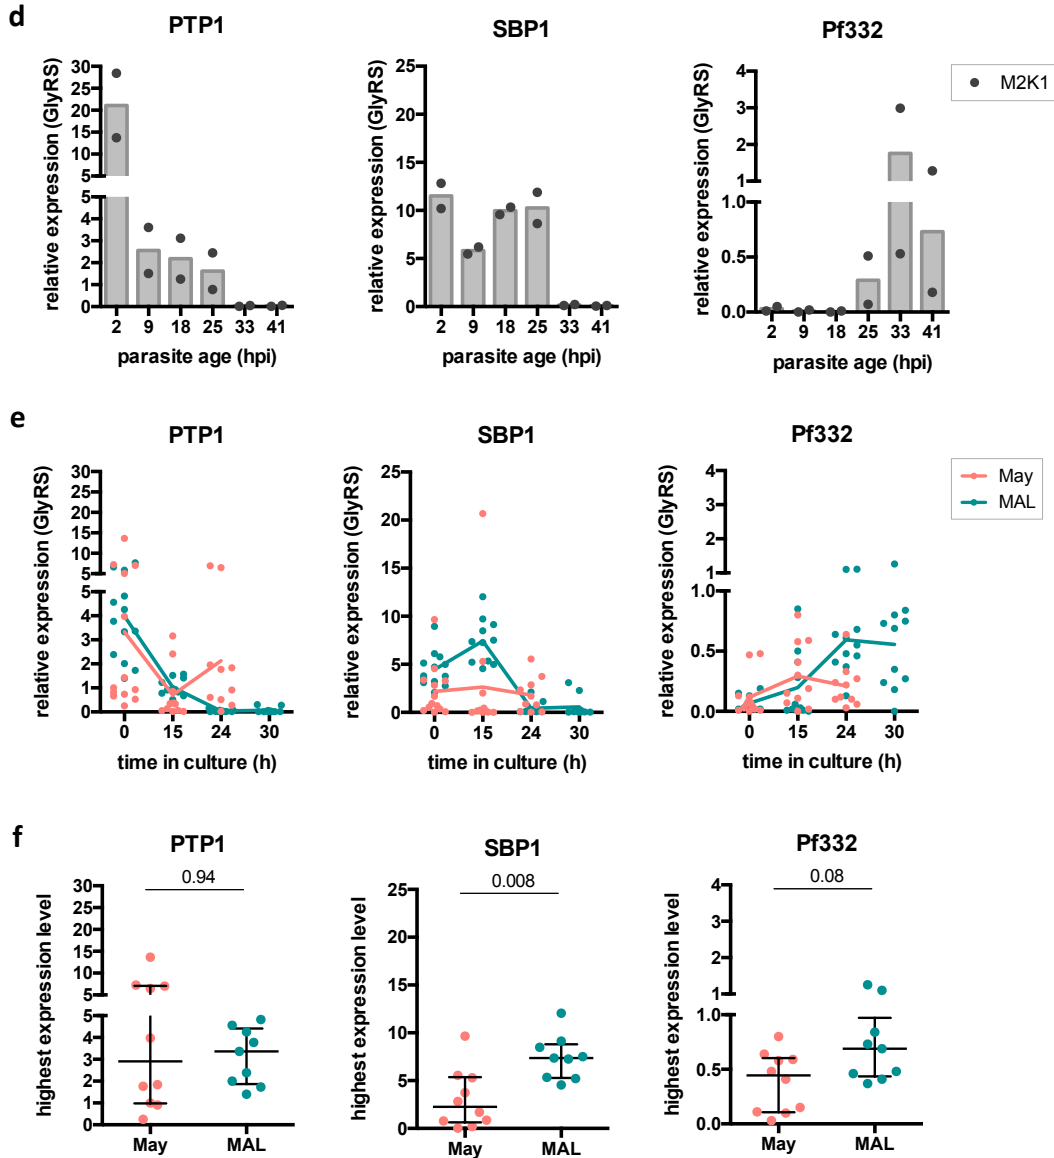 d
PTP1
SBP1
Pf332
relative expression (GlyRS)
30
25
20
15
10
5
5
4
3
2
1
0
2 9 18 25 33 41
parasite age (hpi)
relative expression (GlyRS)
25
20
15
10
5
0
2 9 18 25 33 41
parasite age (hpi)
relative expression (GlyRS)
4
3
2
1
1.0
0.5
0.0
2 9 18 25 33 41
parasite age (hpi)
M2K1
e
PTP1
SBP1
Pf332
relative expression (GlyRS)
30
25
20
15
10
5
5
4
3
2
1
0
0 15 24 30
time in culture (h)
relative expression (GlyRS)
25
20
15
10
5
0
0 15 24 30
time in culture (h)
relative expression (GlyRS)
4
3
2
1
1.0
0.5
0.0
0 15 24 30
time in culture (h)
May
MAL
f
PTP1
SBP1
Pf332
highest expression level
0.94
30
25
20
15
10
5
5
4
3
2
1
0
May MAL
highest expression level
0.008
25
20
15
10
5
0
May MAL
highest expression level
0.08
4
3
2
1
1.0
0.5
0.0
May MAL